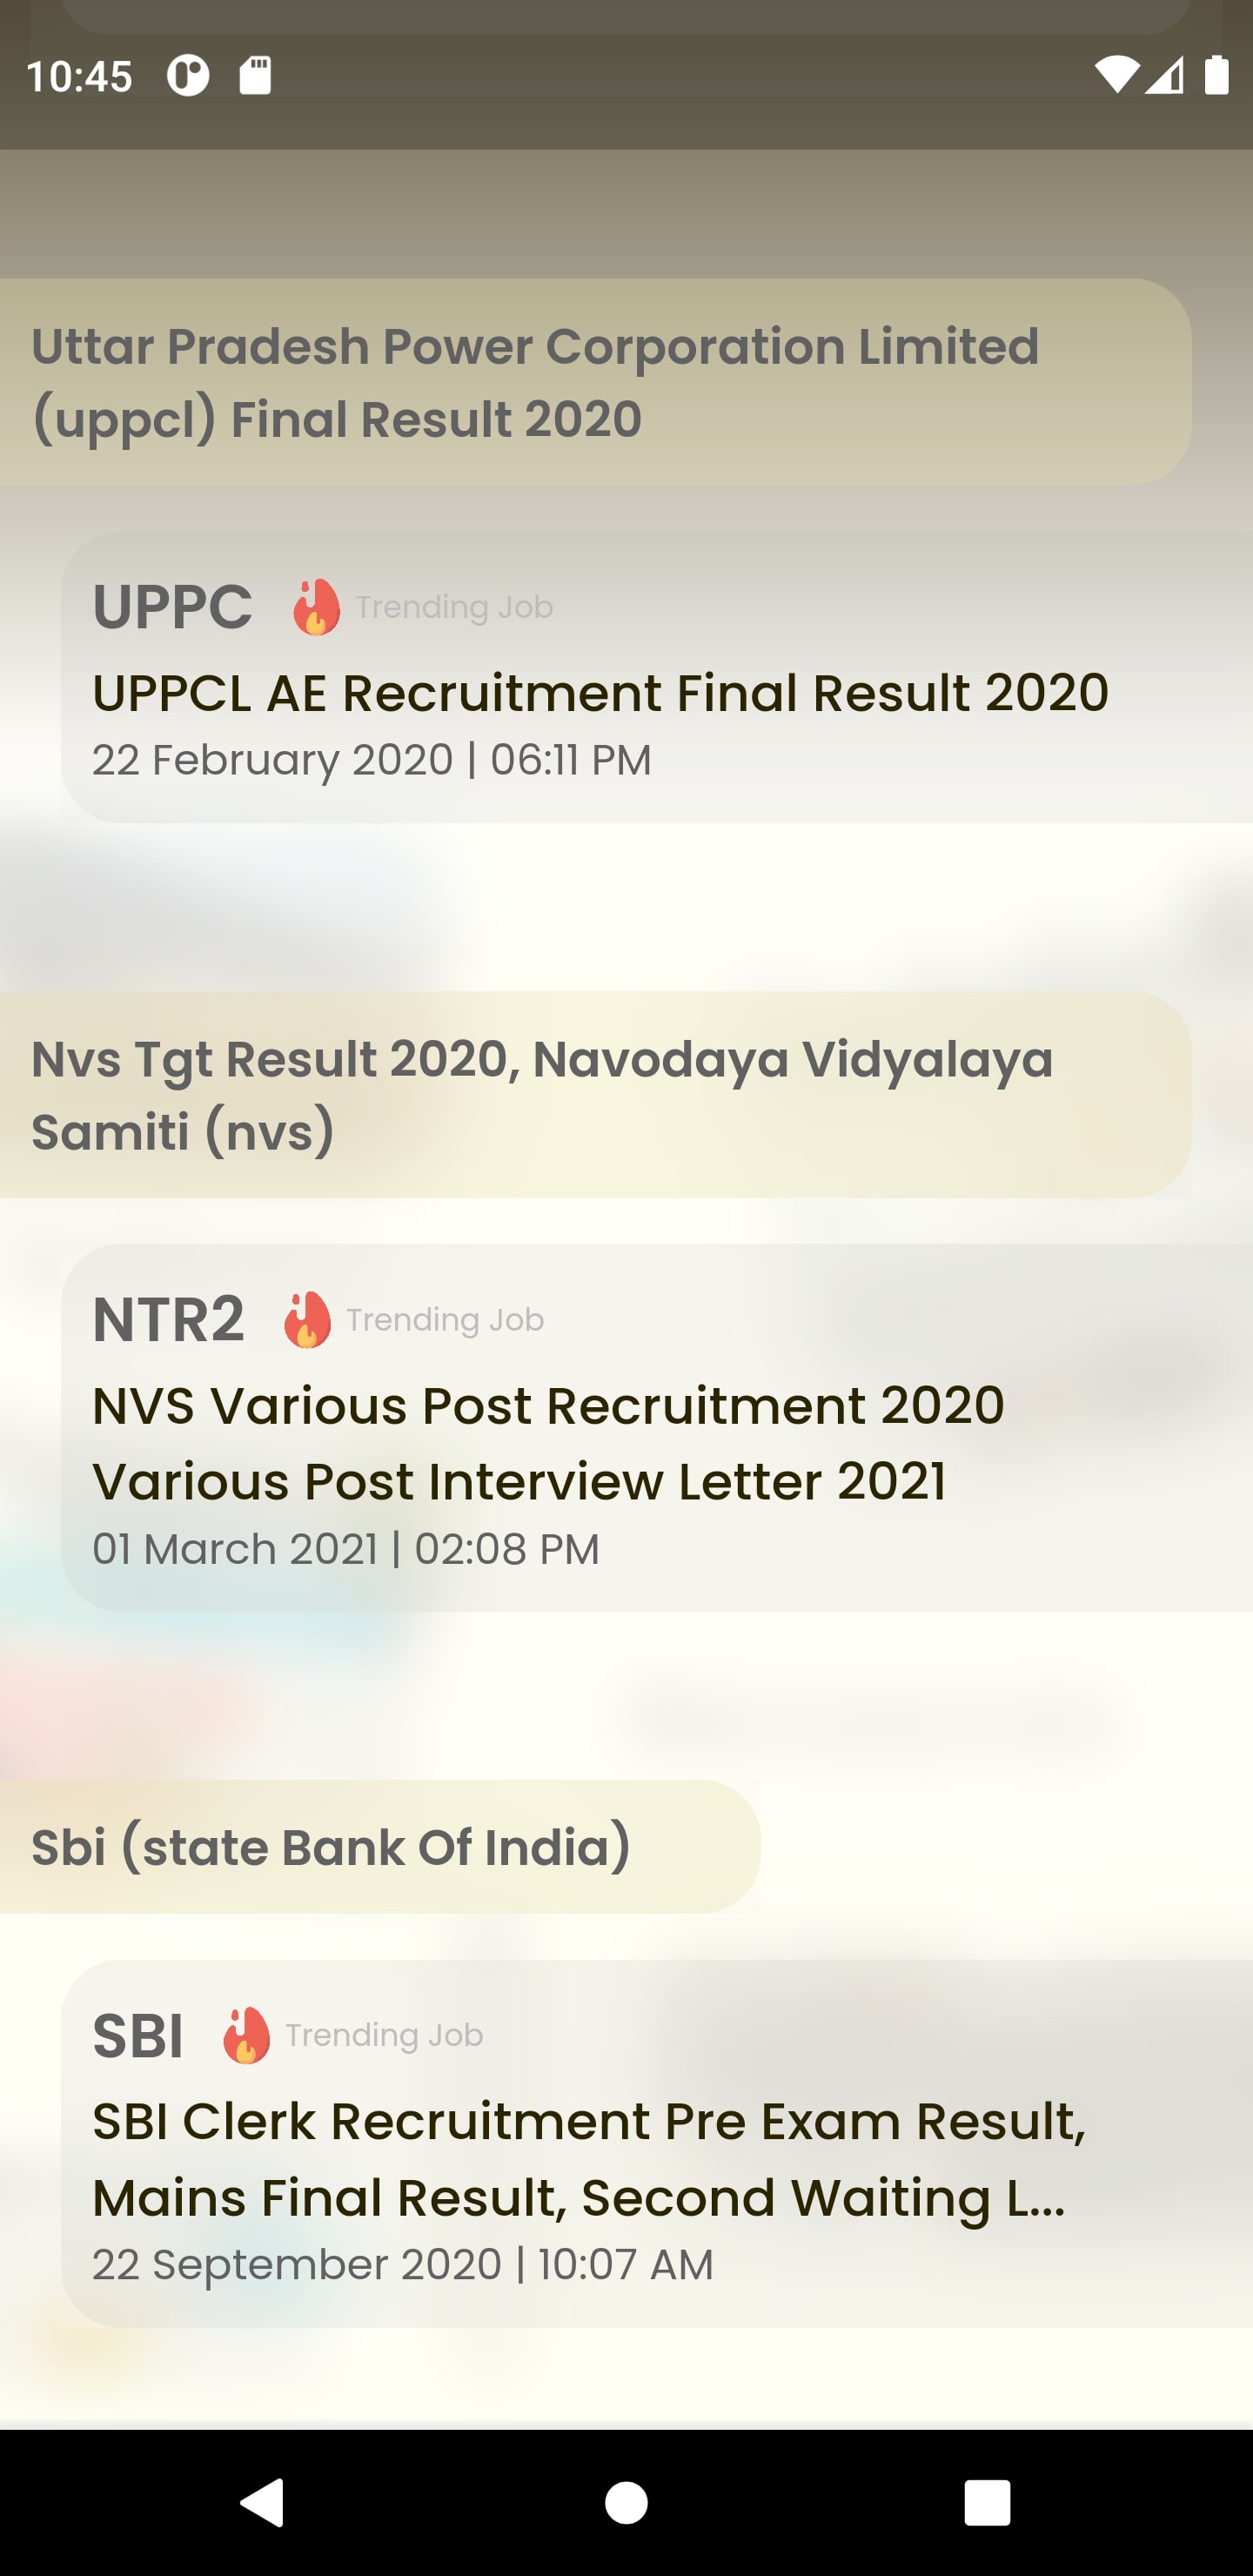 10:45
Uttar Pradesh Power Corporation Limited
(uppcl) Final Result 2020
UPPC Trending Job
UPPCL AE Recruitment Final Result 2020
22 February 2020 | 06:11 PM
Nvs Tgt Result 2020, Navodaya Vidyalaya
Samiti (nvs)
NTR2 Trending Job
NVS Various Post Recruitment 2020
Various Post Interview Letter 2021
01 March 2021 | 02:08 PM
Sbi (state Bank Of India)
SBI Trending Job
SBI Clerk Recruitment Pre Exam Result,
Mains Final Result, Second Waiting L...
22 September 2020 | 10:07 AM